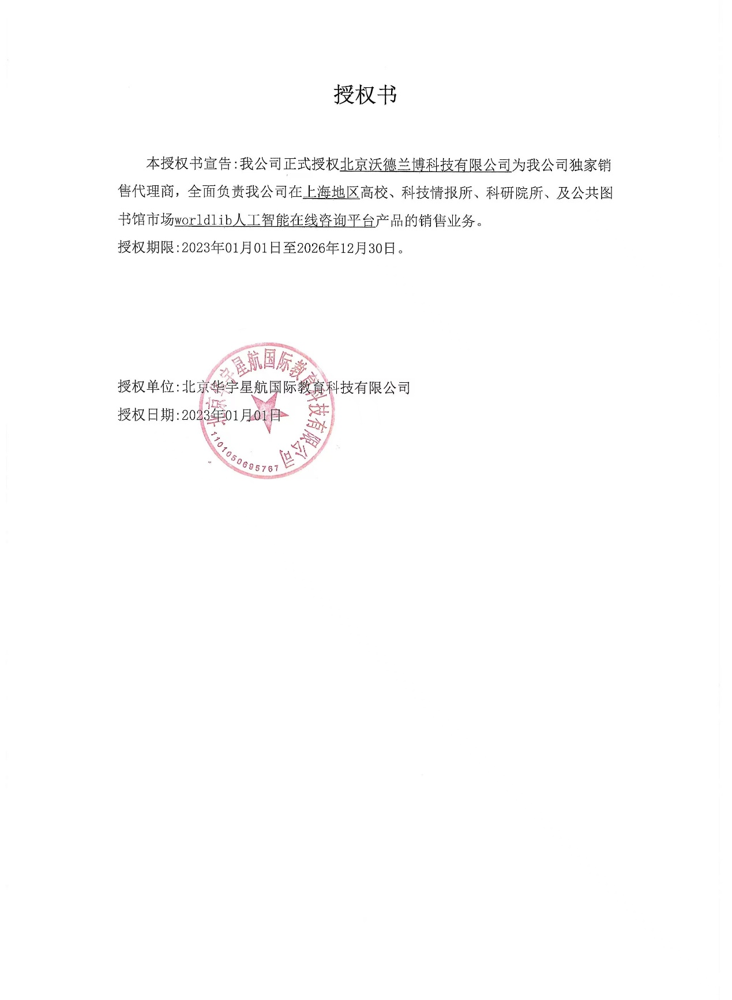 授权书
本授权书宣告:我公司正式授权北京沃德兰博科技有限公司为我公司独家销
售代理商，全面负责我公司在上海地区高校、科技情报所、科研院所、及公共图
书馆市场worldlib人工智能在线咨询平台产品的销售业务。
授权期限:2023年01月01日至2026年12月30日。
授权单位:北京华宇星航国际教育科技有限公司
授权日期:2023年01月01日
北京华宇星航国际教育科技有限公司
1101050695767